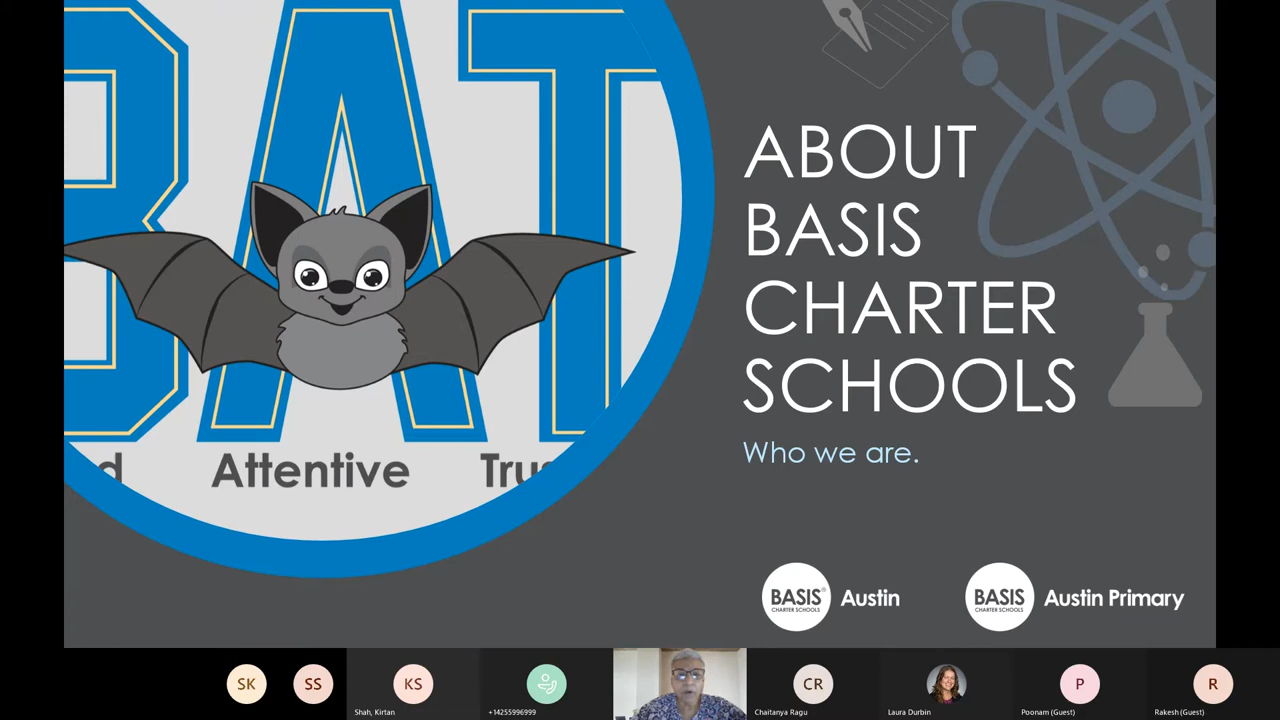 BAT
Attentive
ABOUT
BASIS
CHARTER
SCHOOLS
Who we are.
BASIS®
CHARTER SCHOOLS
Austin
BASIS
CHARTER SCHOOLS
Austin Primary
SK
SS
KS
CR
P
R
Shah, Kirtan
+14255996999
Chaitanya Ragu
Laura Durbin
Poonam (Guest)
Rakesh (Guest)